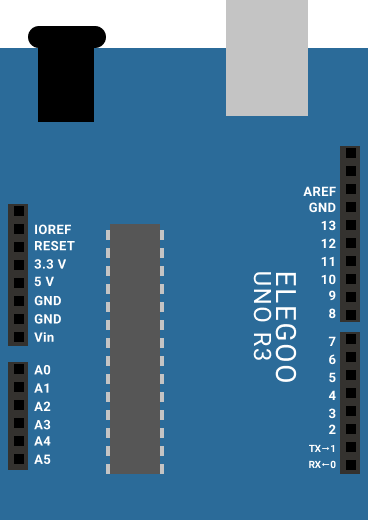 IOREF
RESET
3.3 V
5 V
GND
GND
Vin
A0
A1
A2
A3
A4
A5
ELEGOO
UNO R3
AREF
GND
13
12
11
10
9
8
7
6
5
4
3
2
TX→1
RX←0